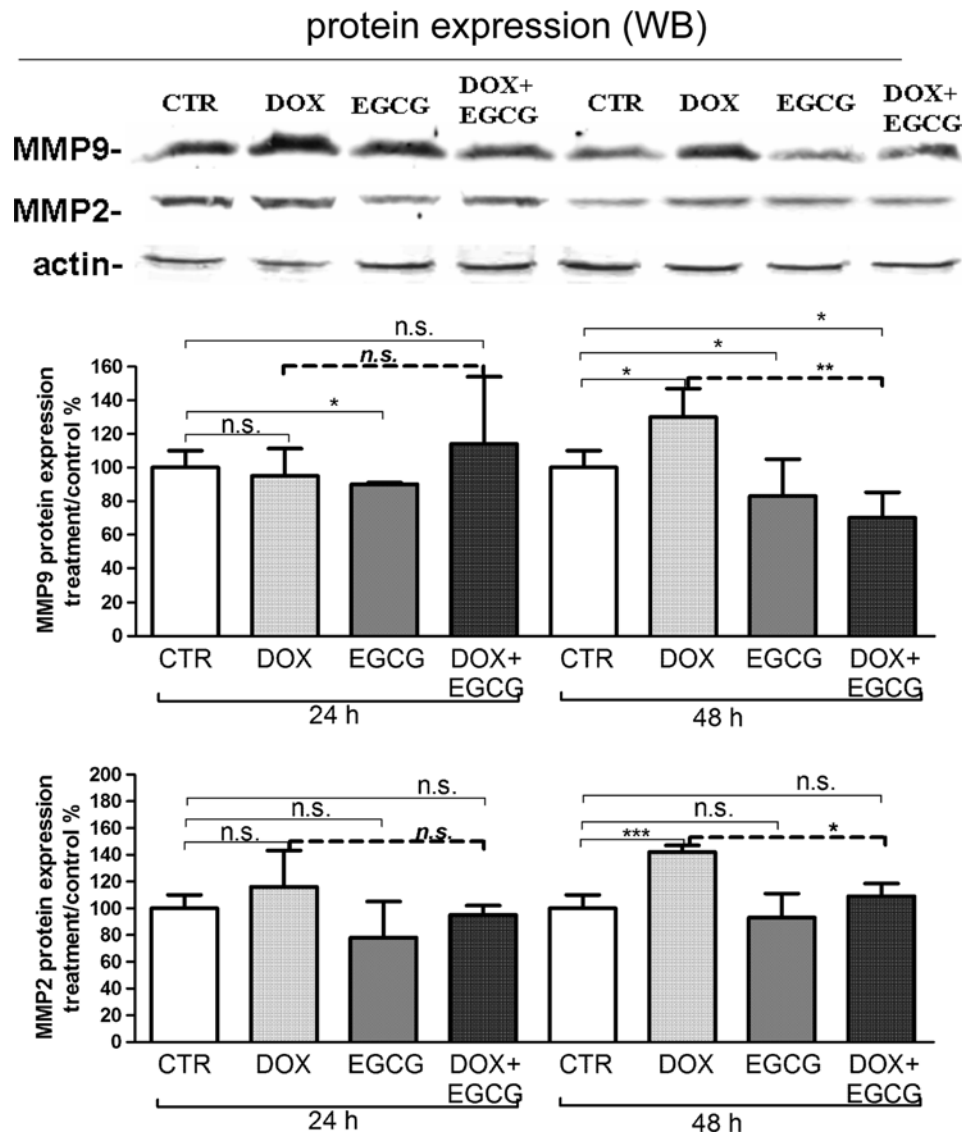 protein expression (WB)
CTR DOX EGCG DOX+ EGCG CTR DOX EGCG DOX+ EGCG
MMP9-
MMP2-
actin-
MMP9 protein expression
treatment/control %
160
140
120
100
80
60
40
20
0
n.s.
n.s.
*
n.s.
*
*
*
**
CTR DOX EGCG DOX+ EGCG CTR DOX EGCG DOX+ EGCG
24 h 48 h
MMP2 protein expression
treatment/control %
200
180
160
140
120
100
80
60
40
20
0
n.s.
n.s.
n.s.
n.s.
n.s.
n.s.
***
*
CTR DOX EGCG DOX+ EGCG CTR DOX EGCG DOX+ EGCG
24 h 48 h